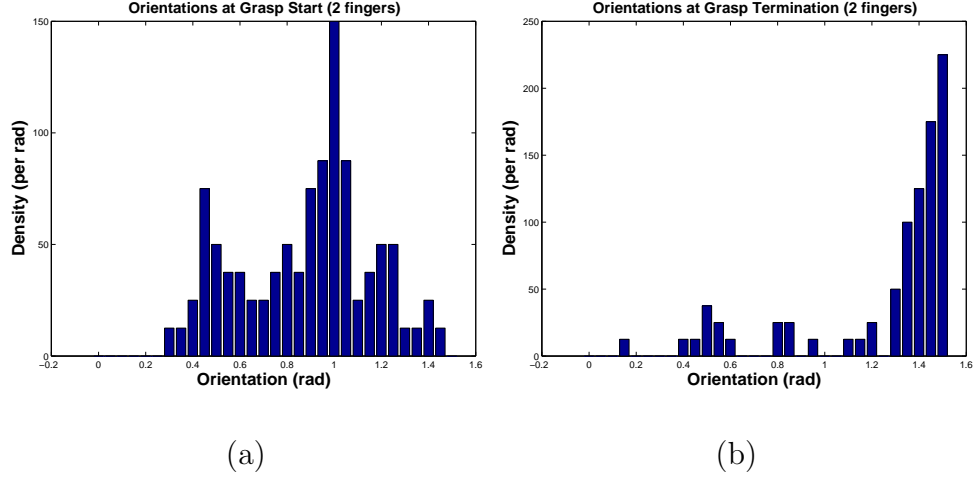 Orientations at Grasp Start (2 fingers)
150
100
50
0
−0.2 0 0.2 0.4 0.6 0.8 1 1.2 1.4 1.6
Density (per rad)
Orientation (rad)
(a)
Orientations at Grasp Termination (2 fingers)
250
200
150
100
50
0
−0.2 0 0.2 0.4 0.6 0.8 1 1.2 1.4 1.6
Density (per rad)
Orientation (rad)
(b)